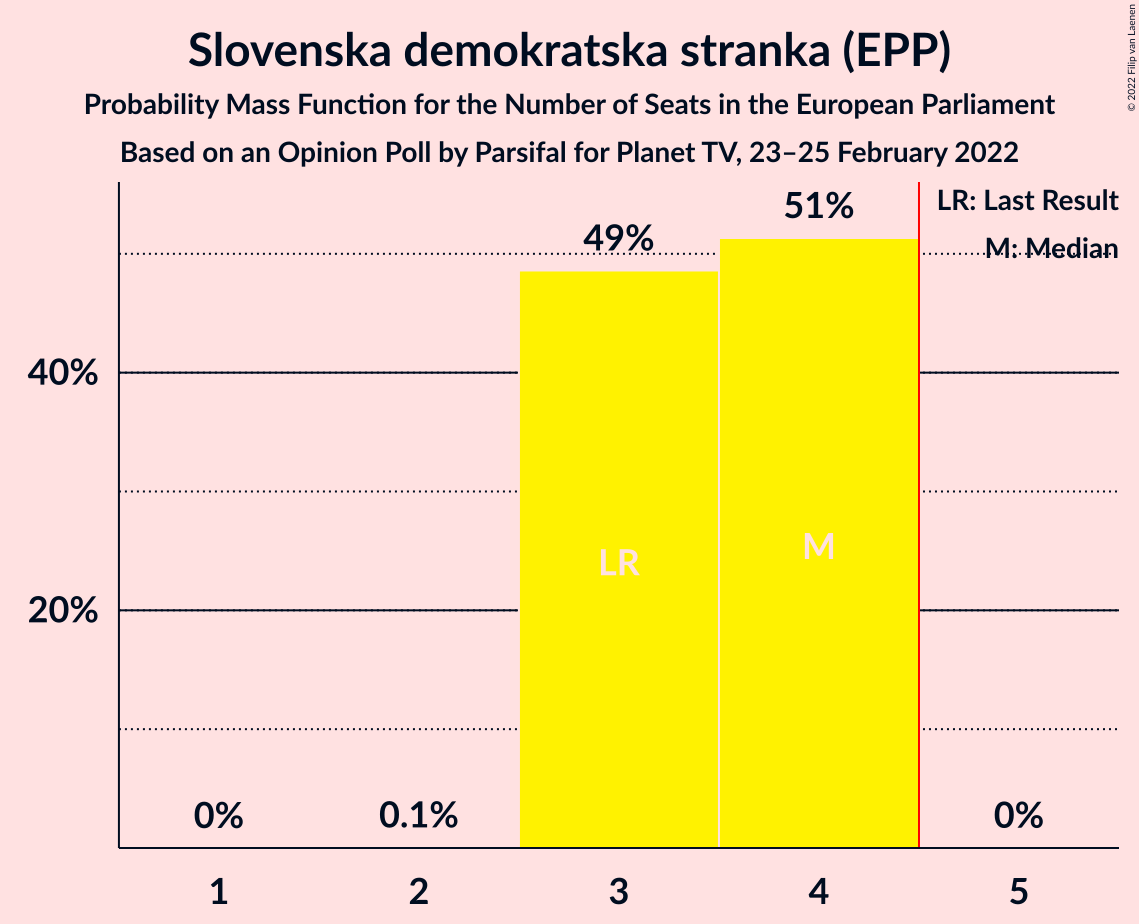 Slovenska demokratska stranka (EPP)
Probability Mass Function for the Number of Seats in the European Parliament
Based on an Opinion Poll by Parsifal for Planet TV, 23–25 February 2022
© 2022 Filip van Laenen
LR: Last Result
M: Median
51%
49%
40%
LR
M
20%
0%
0.1%
0%
1
2
3
4
5